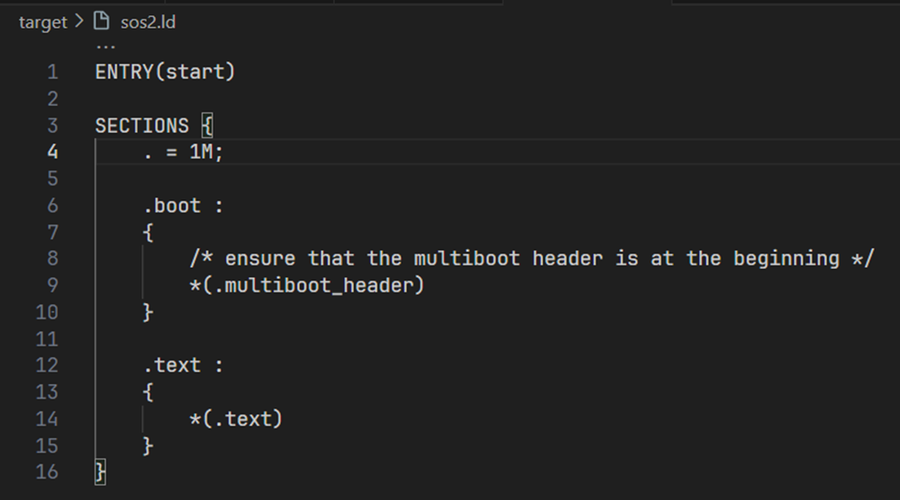 target > sos2.ld
...
1 ENTRY(start)
2
3 SECTIONS {
4     . = 1M;
5
6     .boot :
7     {
8         /* ensure that the multiboot header is at the beginning */
9         *(.multiboot_header)
10     }
11
12     .text :
13     {
14         *(.text)
15     }
16 }